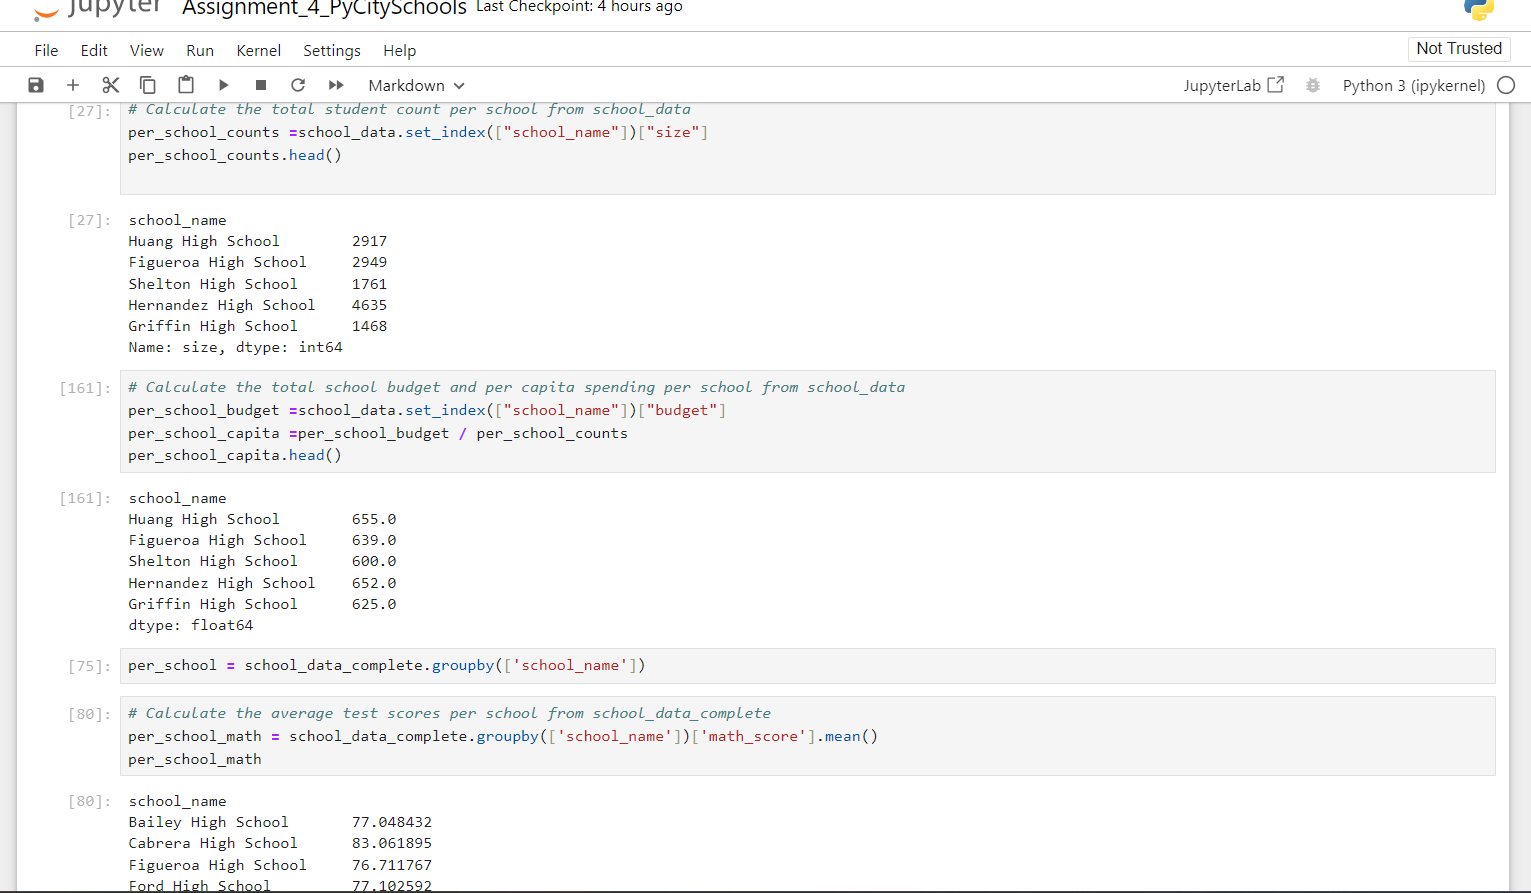 jupyter Assignment_4_PyCitySchools Last Checkpoint: 4 hours ago
File Edit View Run Kernel Settings Help Not Trusted
Markdown JupyterLab Python 3 (ipykernel)
[27]: # Calculate the total student count per school from school_data
per_school_counts =school_data.set_index(["school_name"])["size"]
per_school_counts.head()
[27]: school_name
Huang High School 2917
Figueroa High School 2949
Shelton High School 1761
Hernandez High School 4635
Griffin High School 1468
Name: size, dtype: int64
[161]: # Calculate the total school budget and per capita spending per school from school_data
per_school_budget =school_data.set_index(["school_name"])["budget"]
per_school_capita =per_school_budget / per_school_counts
per_school_capita.head()
[161]: school_name
Huang High School 655.0
Figueroa High School 639.0
Shelton High School 600.0
Hernandez High School 652.0
Griffin High School 625.0
dtype: float64
[75]: per_school = school_data_complete.groupby(['school_name'])
[80]: # Calculate the average test scores per school from school_data_complete
per_school_math = school_data_complete.groupby(['school_name'])['math_score'].mean()
per_school_math
[80]: school_name
Bailey High School 77.048432
Cabrera High School 83.061895
Figueroa High School 76.711767
Ford High School 77.102592